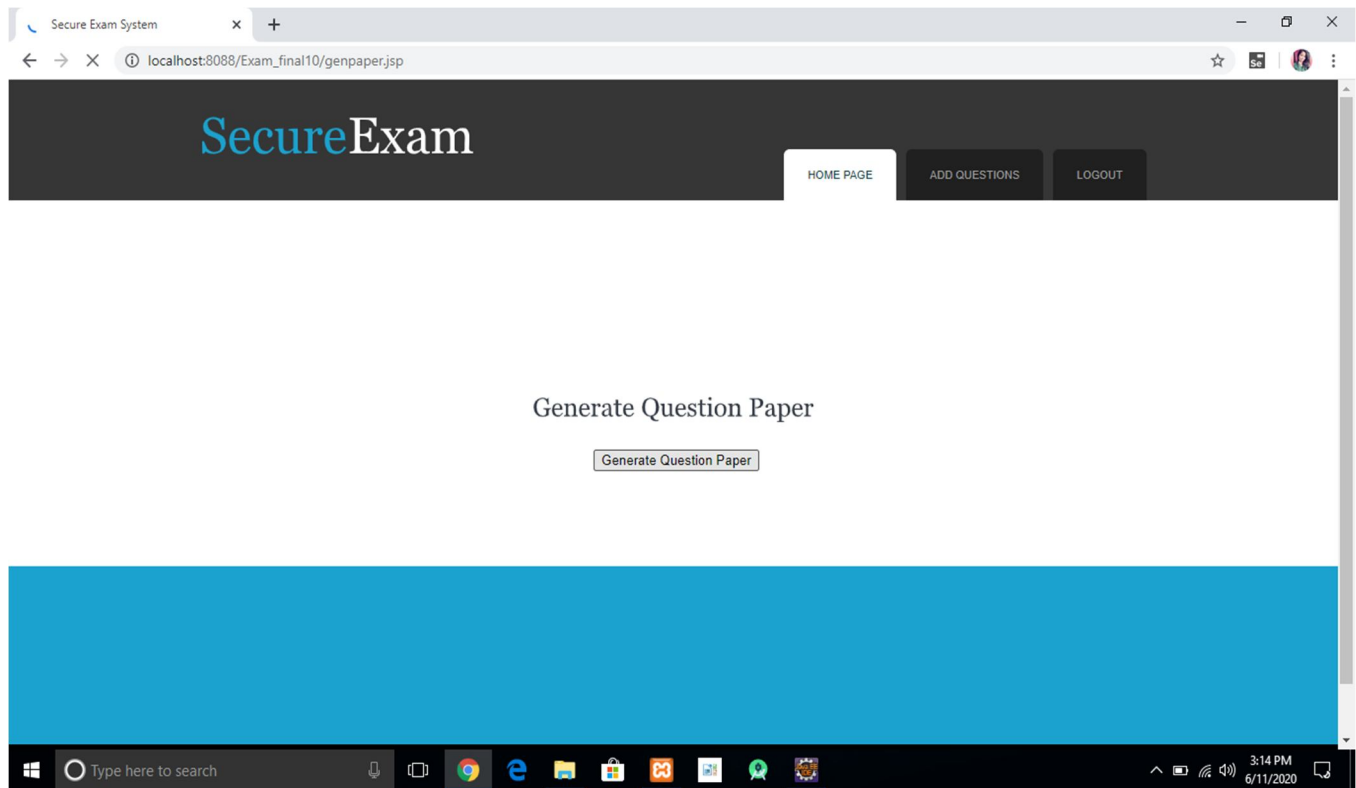 Secure Exam System
localhost:8088/Exam_final10/genpaper.jsp
Se
SecureExam
HOME PAGE ADD QUESTIONS LOGOUT
Generate Question Paper
Generate Question Paper
Type here to search
3:14 PM
6/11/2020